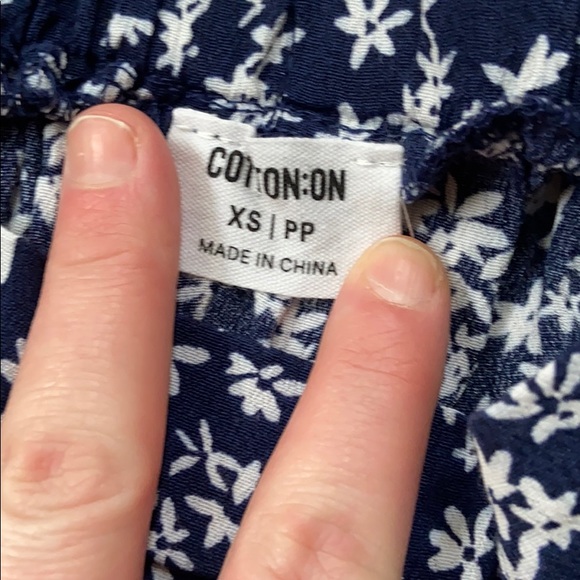 COTTON:ON
XS | PP
MADE IN CHINA